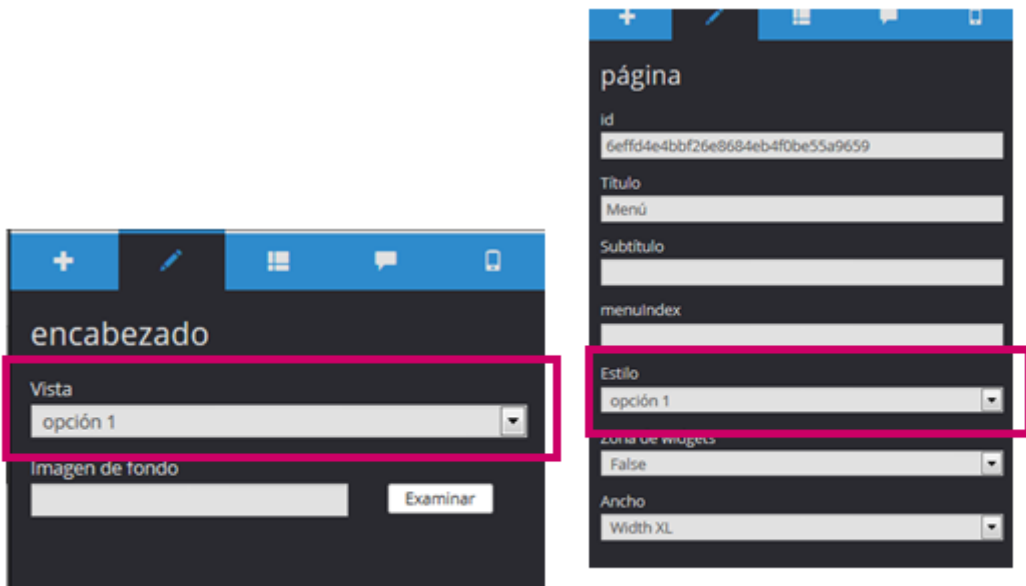 encabezado
Vista
opción 1
Imagen de fondo
Examinar
página
id
6effd4e4bbf26e8684eb4f0be55a9659
Título
Menú
Subtítulo
menuIndex
Estilo
opción 1
Zona de widgets
False
Ancho
Width XL